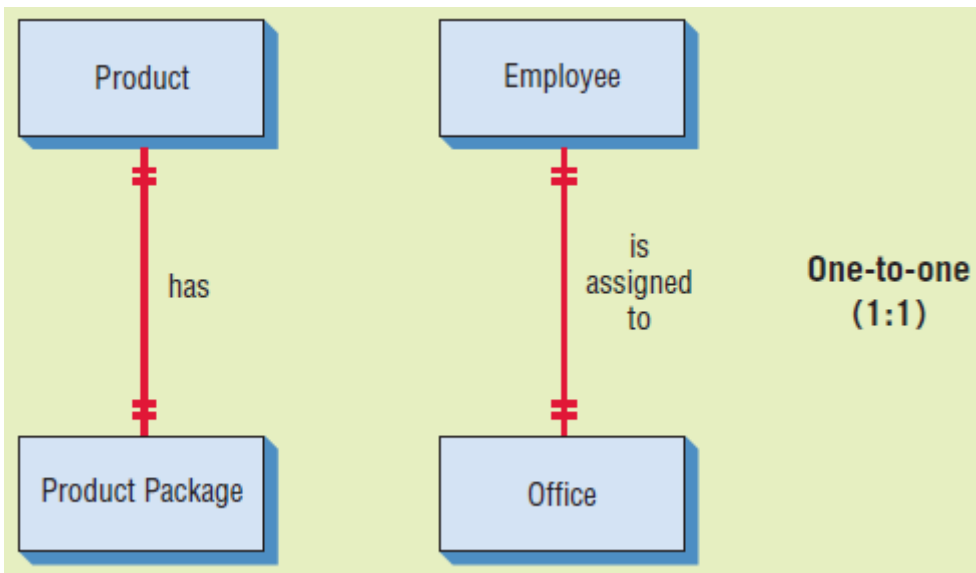 Product
Employee
has
is
assigned
to
One-to-one
(1:1)
Product Package
Office